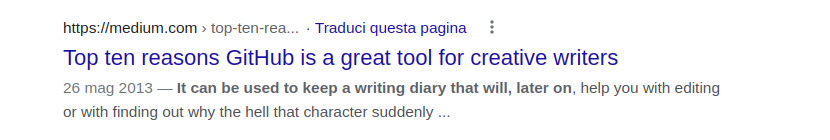 https://medium.com › top-ten-rea... · Traduci questa pagina
Top ten reasons GitHub is a great tool for creative writers
26 mag 2013 — It can be used to keep a writing diary that will, later on, help you with editing
or with finding out why the hell that character suddenly ...